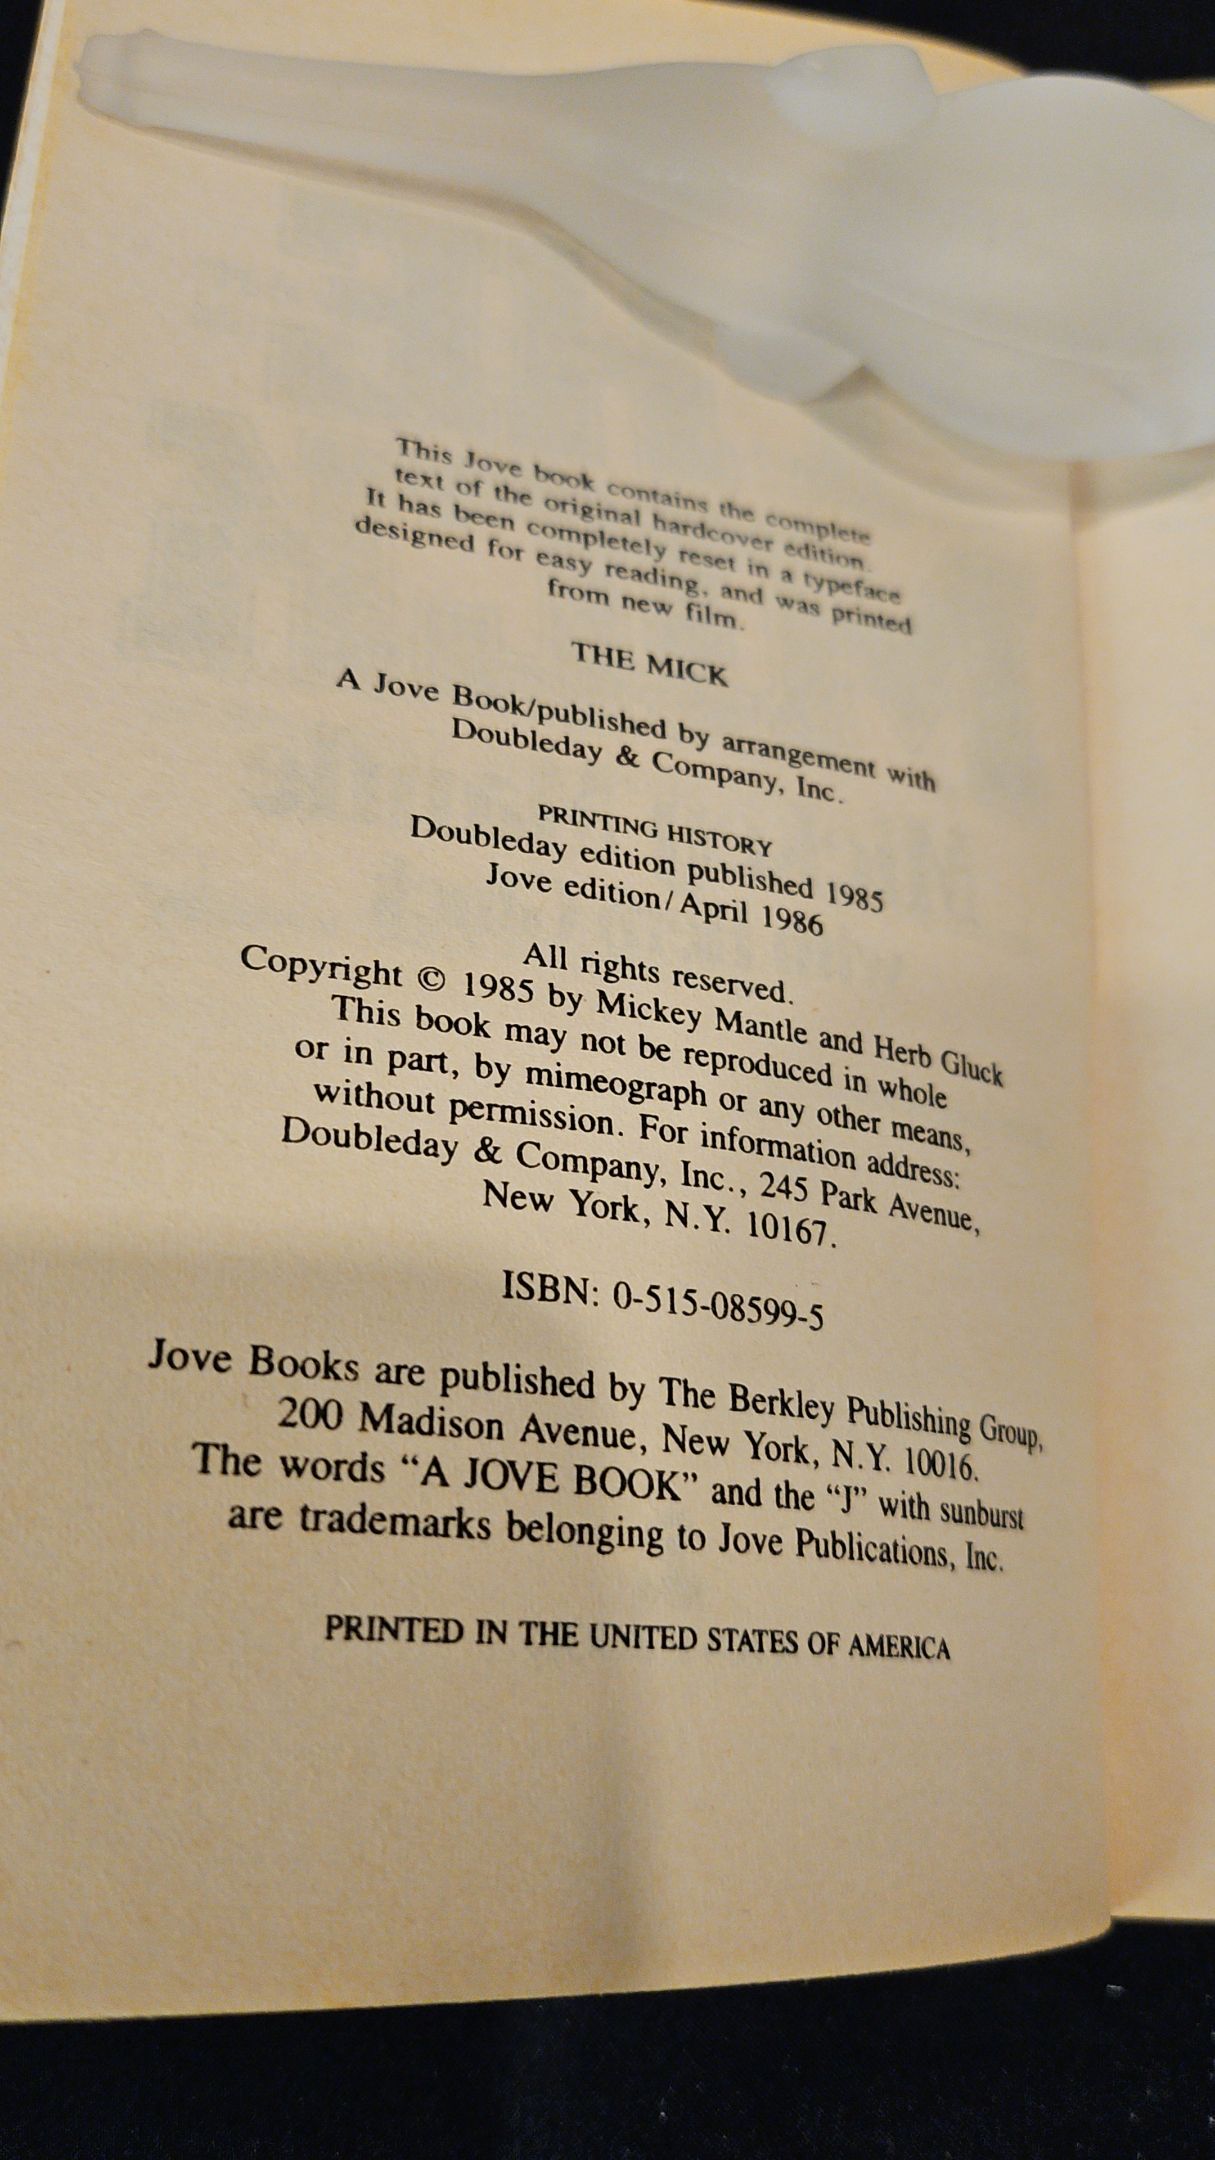 This Jove book contains the complete
text of the original hardcover edition.
It has been completely reset in a typeface
designed for easy reading, and was printed
from new film.
THE MICK
A Jove Book/published by arrangement with
Doubleday & Company, Inc.
PRINTING HISTORY
Doubleday edition published 1985
Jove edition/April 1986
All rights reserved.
Copyright © 1985 by Mickey Mantle and Herb Gluck
This book may not be reproduced in whole
or in part, by mimeograph or any other means,
without permission. For information address:
Doubleday & Company, Inc., 245 Park Avenue,
New York, N.Y. 10167.
ISBN: 0-515-08599-5
Jove Books are published by The Berkley Publishing Group,
200 Madison Avenue, New York, N.Y. 10016.
The words “A JOVE BOOK” and the “J” with sunburst
are trademarks belonging to Jove Publications, Inc.
PRINTED IN THE UNITED STATES OF AMERICA